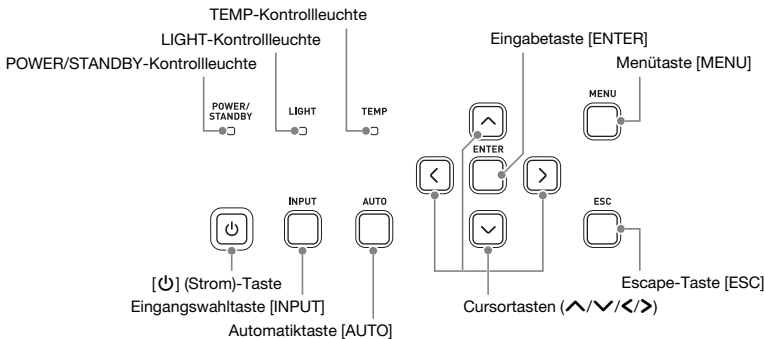 TEMP-Kontrollleuchte
LIGHT-Kontrollleuchte
POWER/STANDBY-Kontrollleuchte
Eingabetaste [ENTER]
Menütaste [MENU]
POWER/
STANDBY
LIGHT
TEMP
MENU
ENTER
INPUT
AUTO
ESC
[⏻] (Strom)-Taste
Eingangswahltaste [INPUT]
Automatiktaste [AUTO]
Cursortasten (∧/∨/</>)
Escape-Taste [ESC]